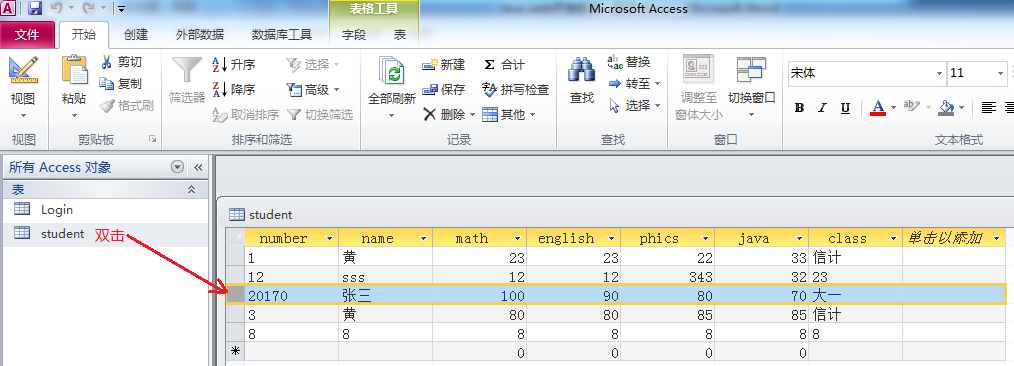 表格工具
Microsoft Access
文件 开始 创建 外部数据 数据库工具 字段 表
视图 粘贴 剪切 复制 格式刷
筛选器 升序 降序 取消排序 选择 高级 切换筛选
全部刷新 新建 保存 删除 Σ 合计 拼写检查 其他
查找 替换 转至 选择
调整至窗体大小 切换窗口
宋体 11
B I U A ab
视图 剪贴板 排序和筛选 记录 查找 窗口 文本格式
所有 Access 对象
表
Login
student 双击
student
number name math english phics java class 单击以添加
1 黄 23 23 22 33 信计
12 sss 12 12 343 32 23
20170 张三 100 90 80 70 大一
3 黄 80 80 85 85 信计
8 8 8 8 8 8 8
* 0 0 0 0